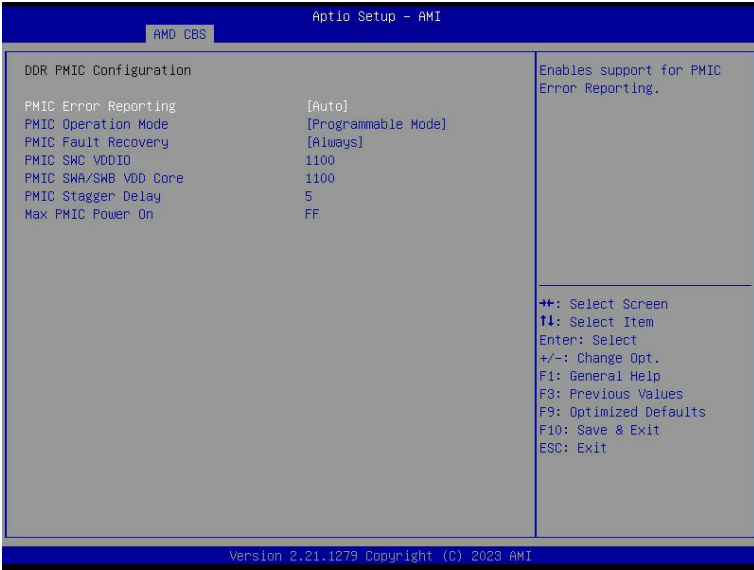 Aptio Setup – AMI
AMD CBS
DDR PMIC Configuration
PMIC Error Reporting [Auto]
PMIC Operation Mode [Programmable Mode]
PMIC Fault Recovery [Always]
PMIC SWC VDDIO 1100
PMIC SWA/SWB VDD Core 1100
PMIC Stagger Delay 5
Max PMIC Power On FF
Enables support for PMIC
Error Reporting.
→←: Select Screen
↑↓: Select Item
Enter: Select
+/-: Change Opt.
F1: General Help
F3: Previous Values
F9: Optimized Defaults
F10: Save & Exit
ESC: Exit
Version 2.21.1279 Copyright (C) 2023 AMI